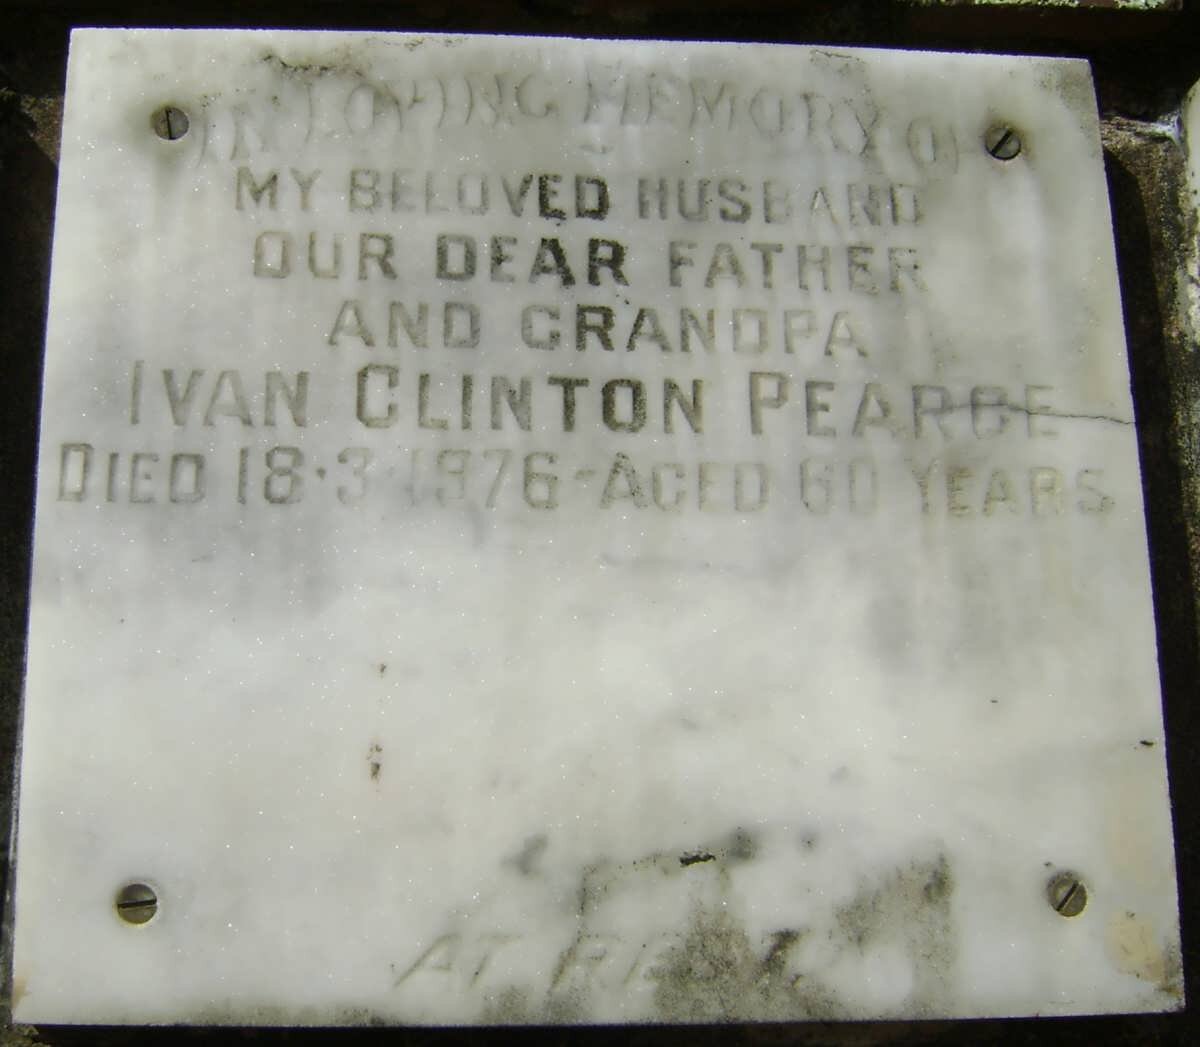 IN LOVING MEMORY OF
MY BELOVED HUSBAND
OUR DEAR FATHER
AND GRANDPA
IVAN CLINTON PEARCE
DIED 18·3·1976-AGED 60 YEARS
AT REST